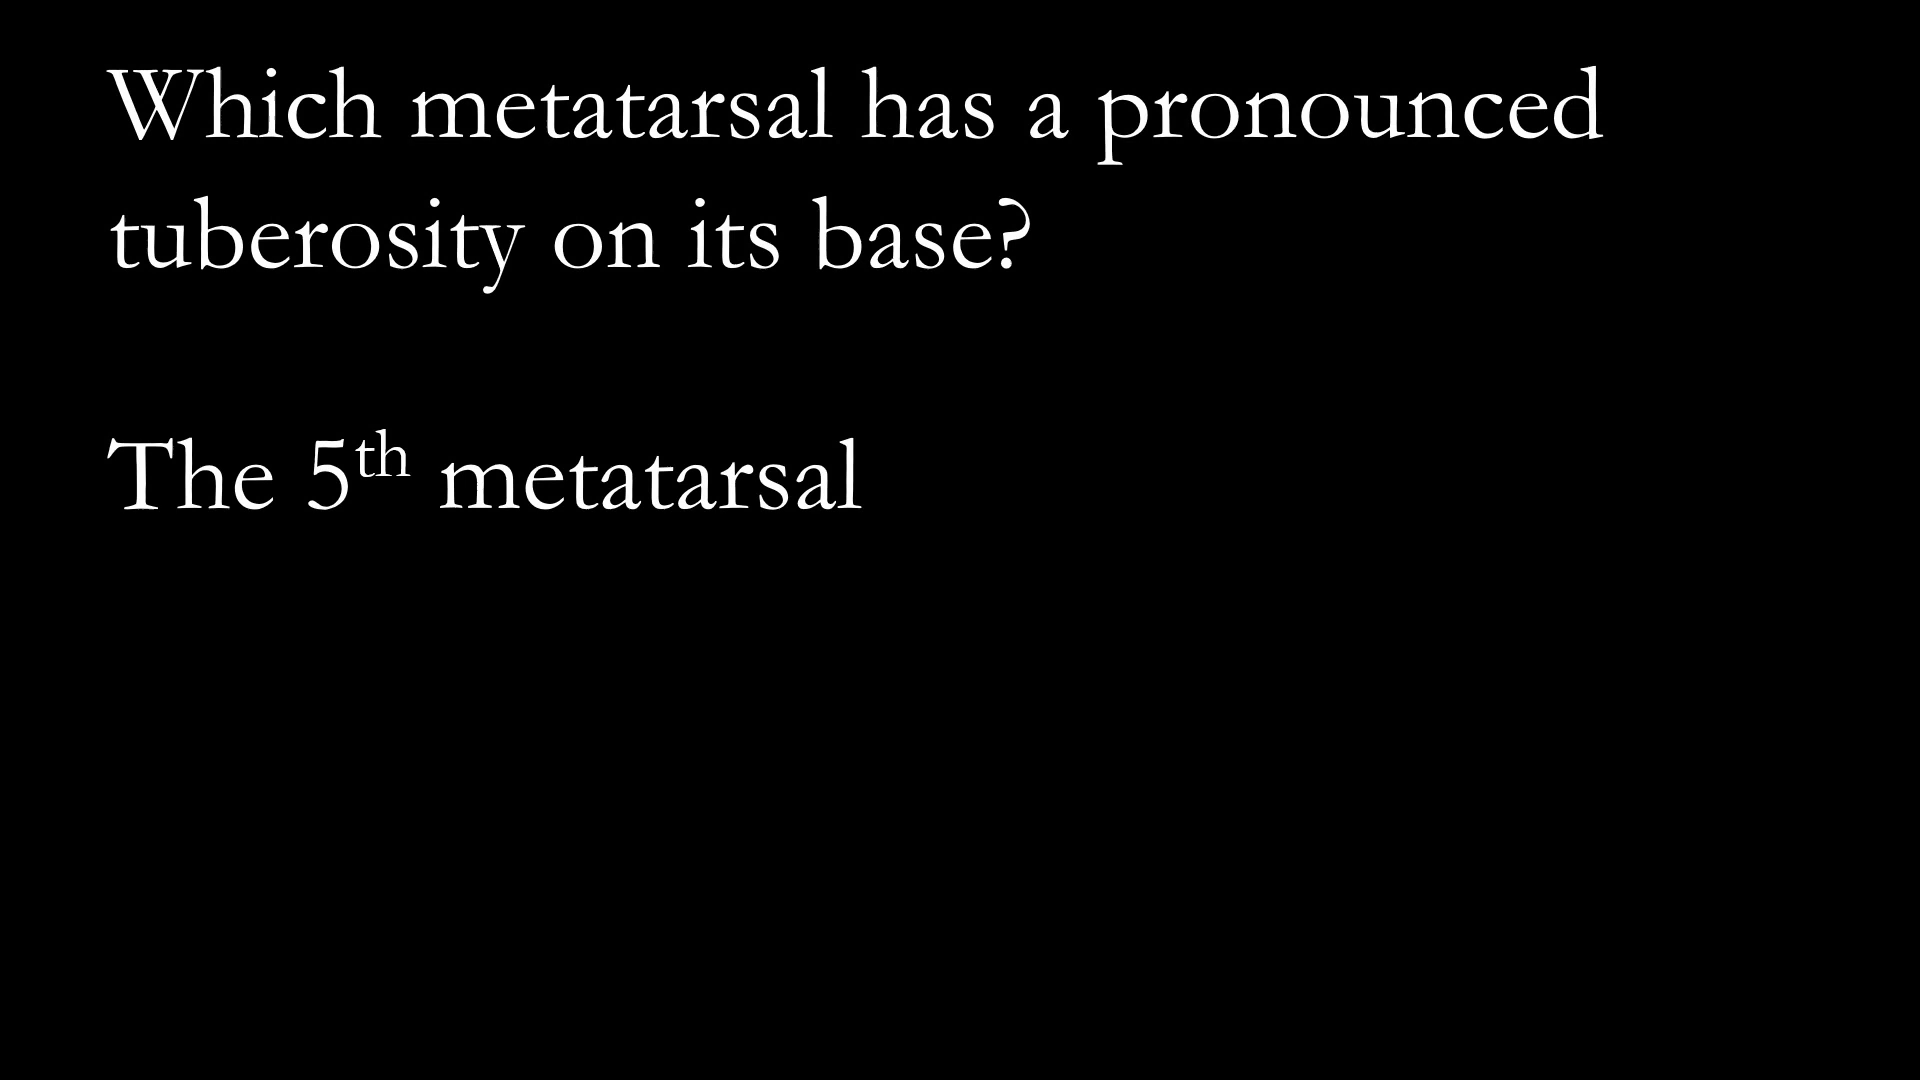 Which metatarsal has a pronounced
tuberosity on its base?
The 5th metatarsal